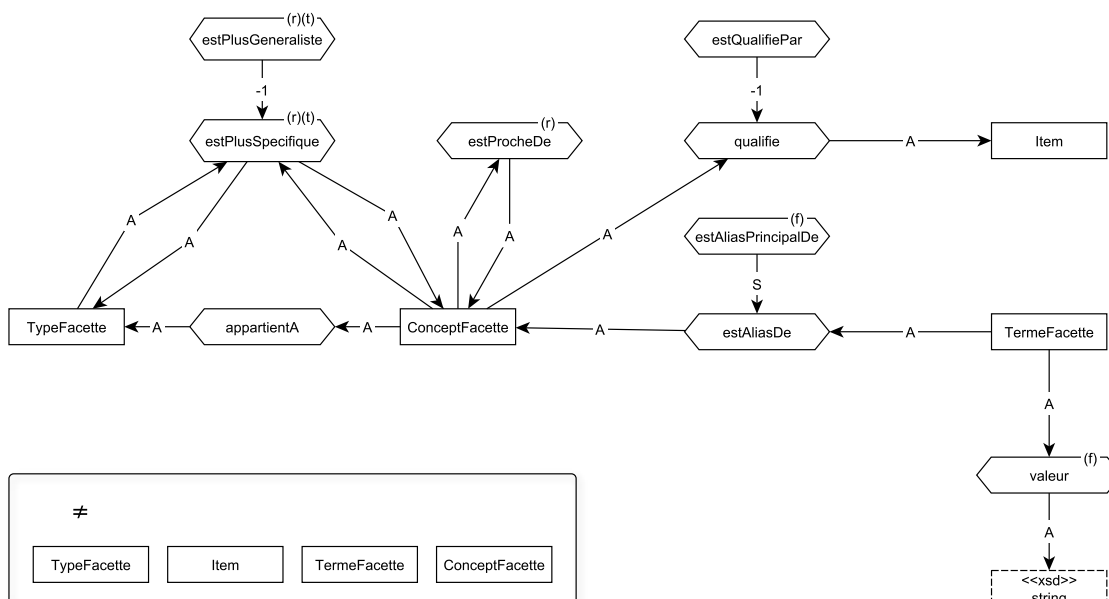 (r)(t)
estPlusGeneraliste
estQualifiePar
-1
-1
(r)(t)
estPlusSpecifique
(r)
estProcheDe
qualifie
A
Item
A
A
A
A
A
A
A
(f)
estAliasPrincipalDe
S
TypeFacette
A
appartientA
A
ConceptFacette
A
estAliasDe
A
TermeFacette
A
(f)
valeur
A
≠
TypeFacette
Item
TermeFacette
ConceptFacette
<<xsd>>
string